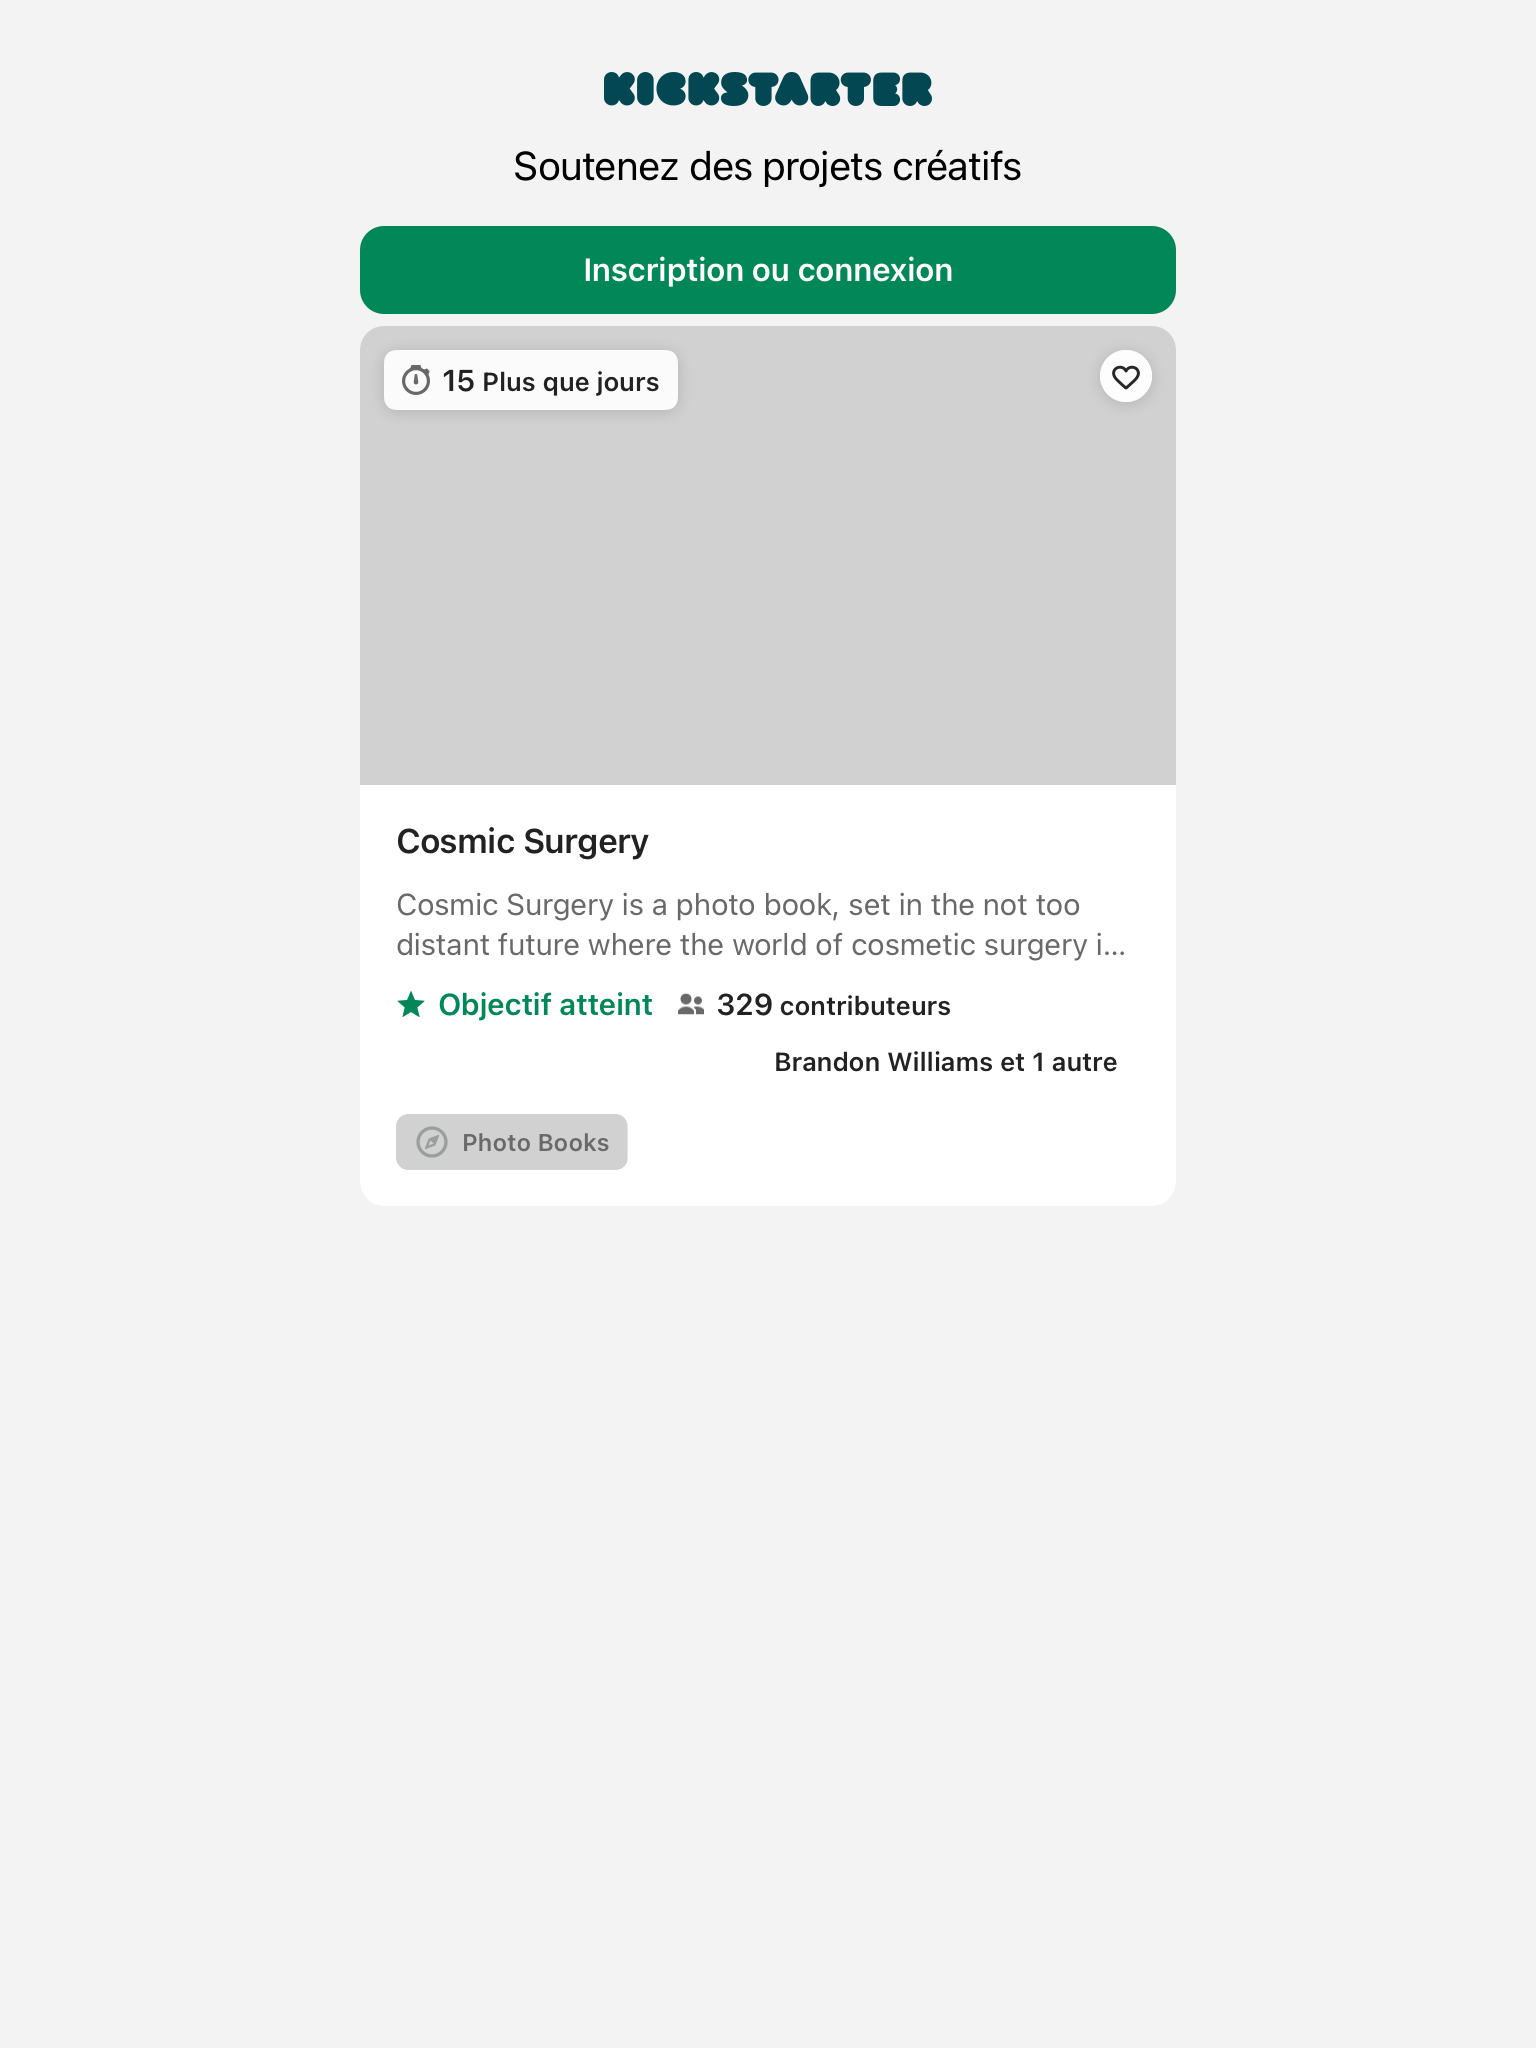 KICKSTARTER
Soutenez des projets créatifs
Inscription ou connexion
15 Plus que jours
Cosmic Surgery
Cosmic Surgery is a photo book, set in the not too
distant future where the world of cosmetic surgery i...
Objectif atteint 329 contributeurs
Brandon Williams et 1 autre
Photo Books